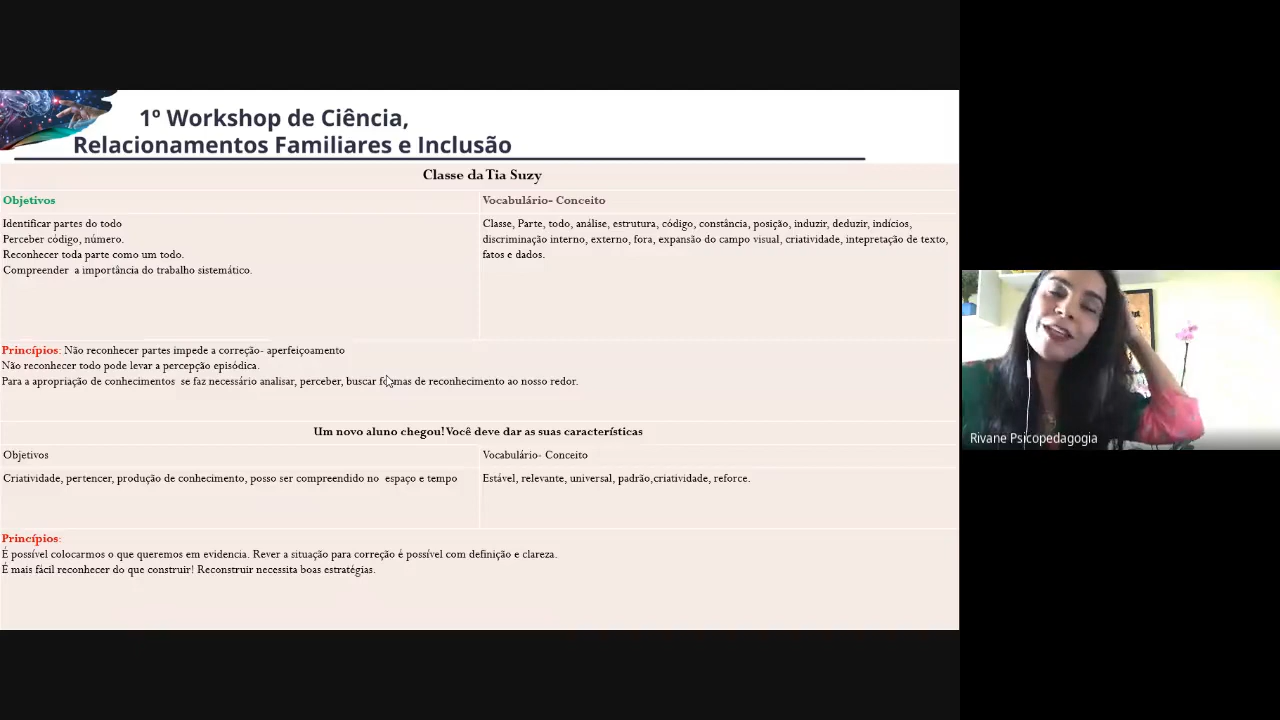 1º Workshop de Ciência,
Relacionamentos Familiares e Inclusão
Classe da Tia Suzy
Objetivos
Vocabulário- Conceito
Identificar partes do todo
Perceber código, número.
Reconhecer toda parte como um todo.
Compreender a importância do trabalho sistemático.
Classe, Parte, todo, análise, estrutura, código, constância, posição, induzir, deduzir, indícios,
discriminação interno, externo, fora, expansão do campo visual, criatividade, intepretação de texto,
fatos e dados.
Princípios: Não reconhecer partes impede a correção- aperfeiçoamento
Não reconhecer todo pode levar a percepção episódica.
Para a apropriação de conhecimentos se faz necessário analisar, perceber, buscar formas de reconhecimento ao nosso redor.
Um novo aluno chegou! Você deve dar as suas características
Objetivos
Vocabulário- Conceito
Criatividade, pertencer, produção de conhecimento, posso ser compreendido no espaço e tempo
Estável, relevante, universal, padrão,criatividade, reforce.
Princípios:
É possível colocarmos o que queremos em evidencia. Rever a situação para correção é possível com definição e clareza.
É mais fácil reconhecer do que construir! Reconstruir necessita boas estratégias.
Rivane Psicopedagogia